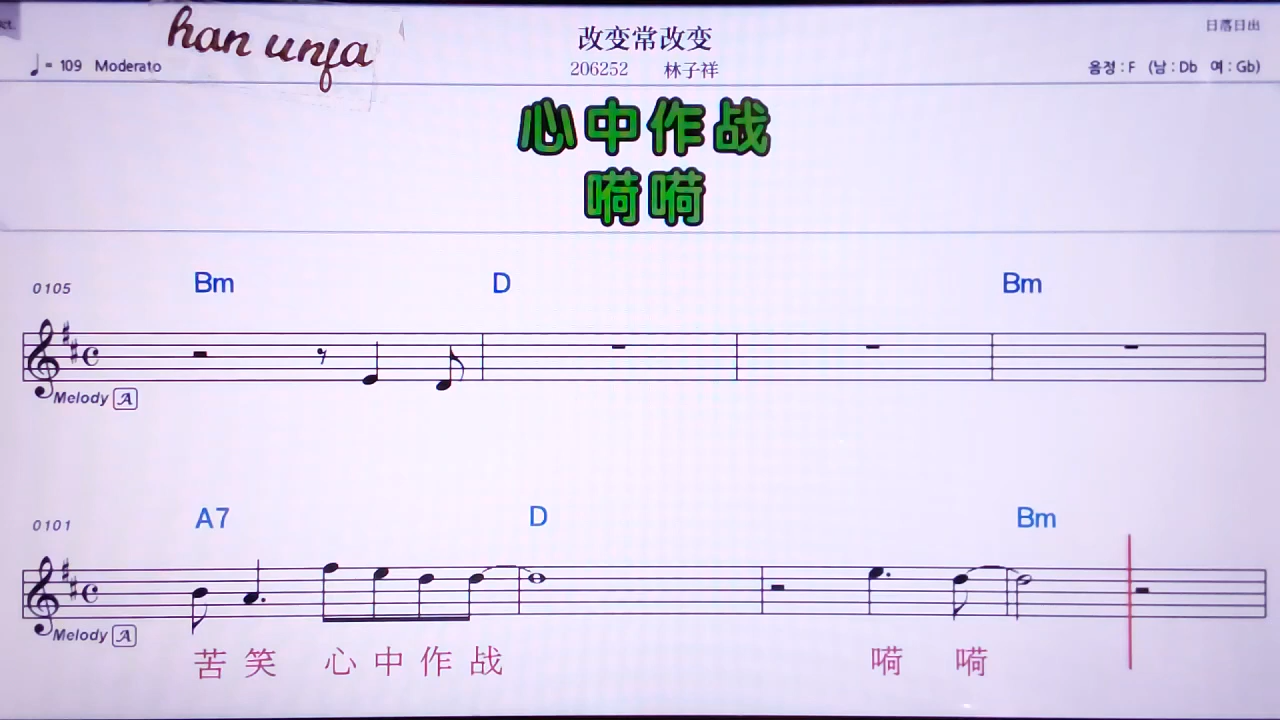 han unfa
改变常改变
日落日出
♩= 109 Moderato
206252 林子祥
음정 : F (남 : Db 여 : Gb)
心中作战
嗬嗬
0105 Bm D Bm
Melody A
0101 A7 D Bm
Melody A
苦 笑 心 中 作 战 嗬 嗬